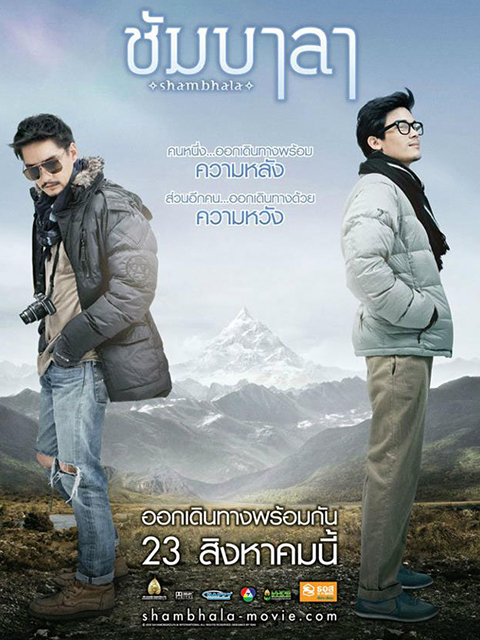 ชัมบาลา
shambhala
คนหนึ่ง...ออกเดินทางพร้อม
ความหลัง
ส่วนอีกคน...ออกเดินทางด้วย
ความหวัง
ออกเดินทางพร้อมกัน
23 สิงหาคมนี้
shambhala-movie.com